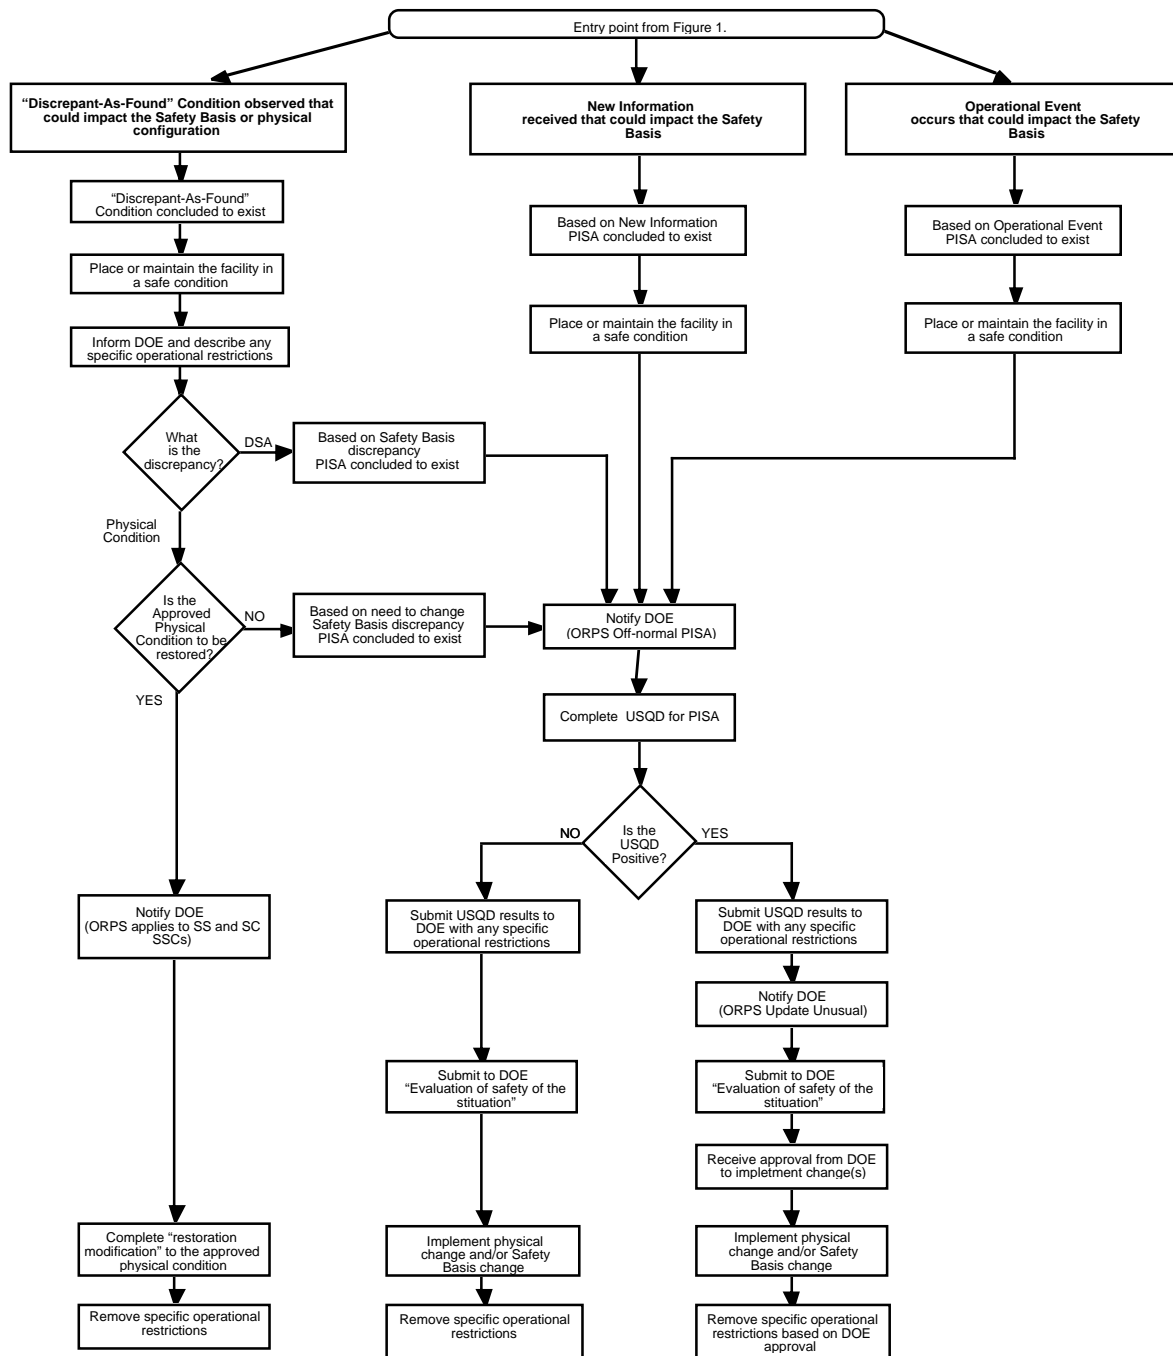 Entry point from Figure 1.
“Discrepant-As-Found” Condition observed that
could impact the Safety Basis or physical
configuration
New Information
received that could impact the Safety
Basis
Operational Event
occurs that could impact the Safety
Basis
“Discrepant-As-Found”
Condition concluded to exist
Based on New Information
PISA concluded to exist
Based on Operational Event
PISA concluded to exist
Place or maintain the facility in
a safe condition
Place or maintain the facility in
a safe condition
Place or maintain the facility in
a safe condition
Inform DOE and describe any
specific operational restrictions
What
is the
discrepancy?
DSA
Based on Safety Basis
discrepancy
PISA concluded to exist
Physical
Condition
Is the
Approved
Physical
Condition to be
restored?
NO
Based on need to change
Safety Basis discrepancy
PISA concluded to exist
Notify DOE
(ORPS Off-normal PISA)
YES
Complete USQD for PISA
Is the
USQD
Positive?
NO
YES
Notify DOE
(ORPS applies to SS and SC
SSCs)
Submit USQD results to
DOE with any specific
operational restrictions
Submit USQD results to
DOE with any specific
operational restrictions
Notify DOE
(ORPS Update Unusual)
Submit to DOE
“Evaluation of safety of the
stituation”
Submit to DOE
“Evaluation of safety of the
stituation”
Receive approval from DOE
to impletment change(s)
Complete “restoration
modification” to the approved
physical condition
Implement physical
change and/or Safety
Basis change
Implement physical
change and/or Safety
Basis change
Remove specific operational
restrictions
Remove specific operational
restrictions
Remove specific operational
restrictions based on DOE
approval